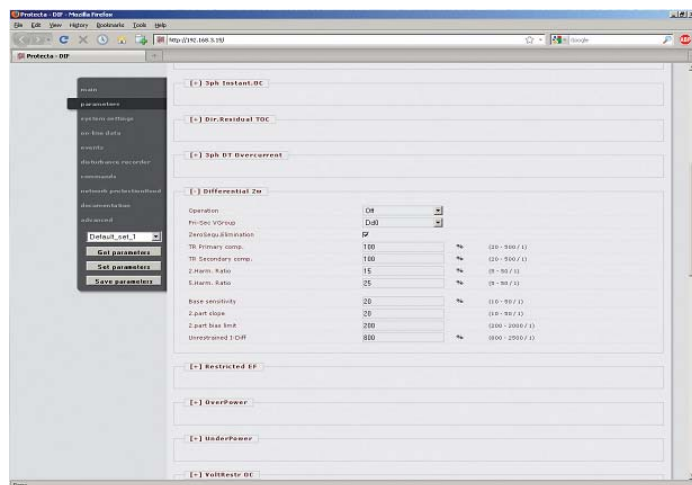 Protecta - DIF - Mozilla Firefox
File Edit View History Bookmarks Tools Help
http://192.168.3.18/
Google
Protecta - DIF
main
parameters
system settings
on-line data
events
disturbance recorder
commands
documentation
advanced
Default_set_1
Get parameters
Set parameters
Save parameters
[+] 3ph Instant.OC
[+] Dir.Residual TOC
[+] 3ph DT Overcurrent
[-] Differential 2w
Operation Off
Pri-Sec VGroup Dd0
ZeroSequ.Elimination
TR Primary comp. 100 % (20 - 500 / 1)
TR Secondary comp. 100 % (20 - 500 / 1)
2.Harm. Ratio 15 % (5 - 50 / 1)
5.Harm. Ratio 25 % (5 - 50 / 1)
Base sensitivity 20 % (10 - 50 / 1)
2.part slope 20 (10 - 50 / 1)
2.part bias limit 200 % (200 - 2000 / 1)
Unrestrained I-Diff 800 % (800 - 2500 / 1)
[+] Restricted EF
[+] OverPower
[+] UnderPower
[+] VoltRestr OC